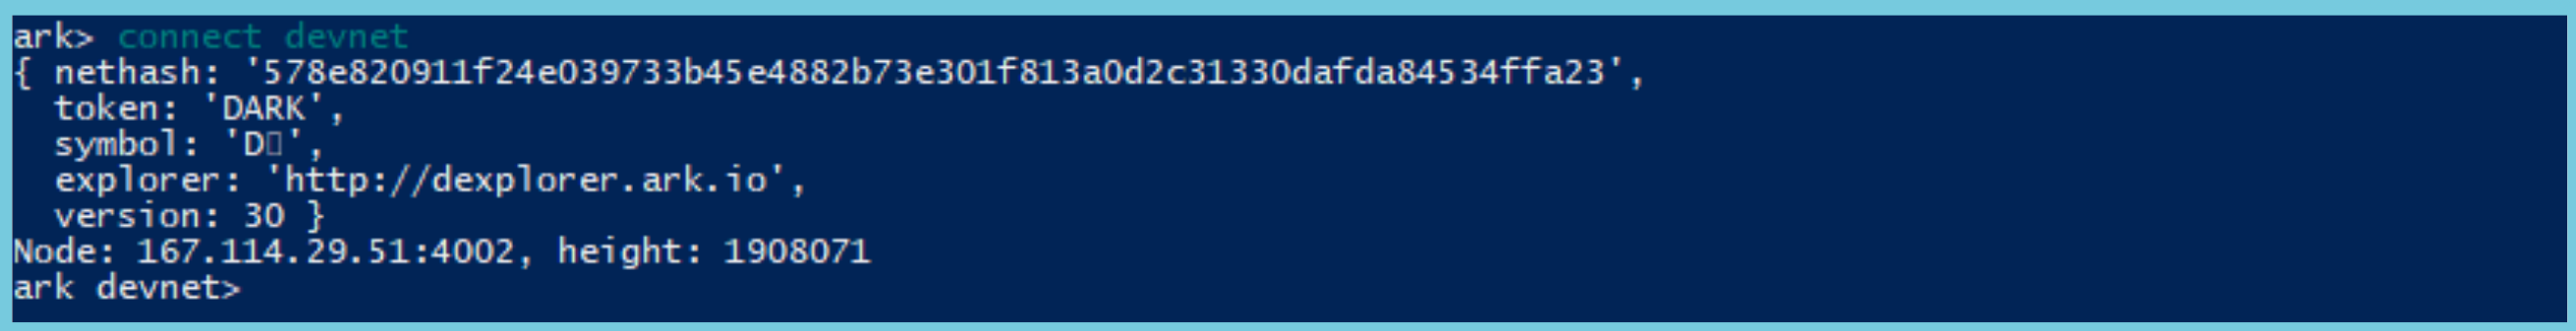 ark> connect devnet
{ nethash: '578e820911f24e039733b45e4882b73e301f813a0d2c31330dafda84534ffa23',
  token: 'DARK',
  symbol: 'D▯',
  explorer: 'http://dexplorer.ark.io',
  version: 30 }
Node: 167.114.29.51:4002, height: 1908071
ark devnet>